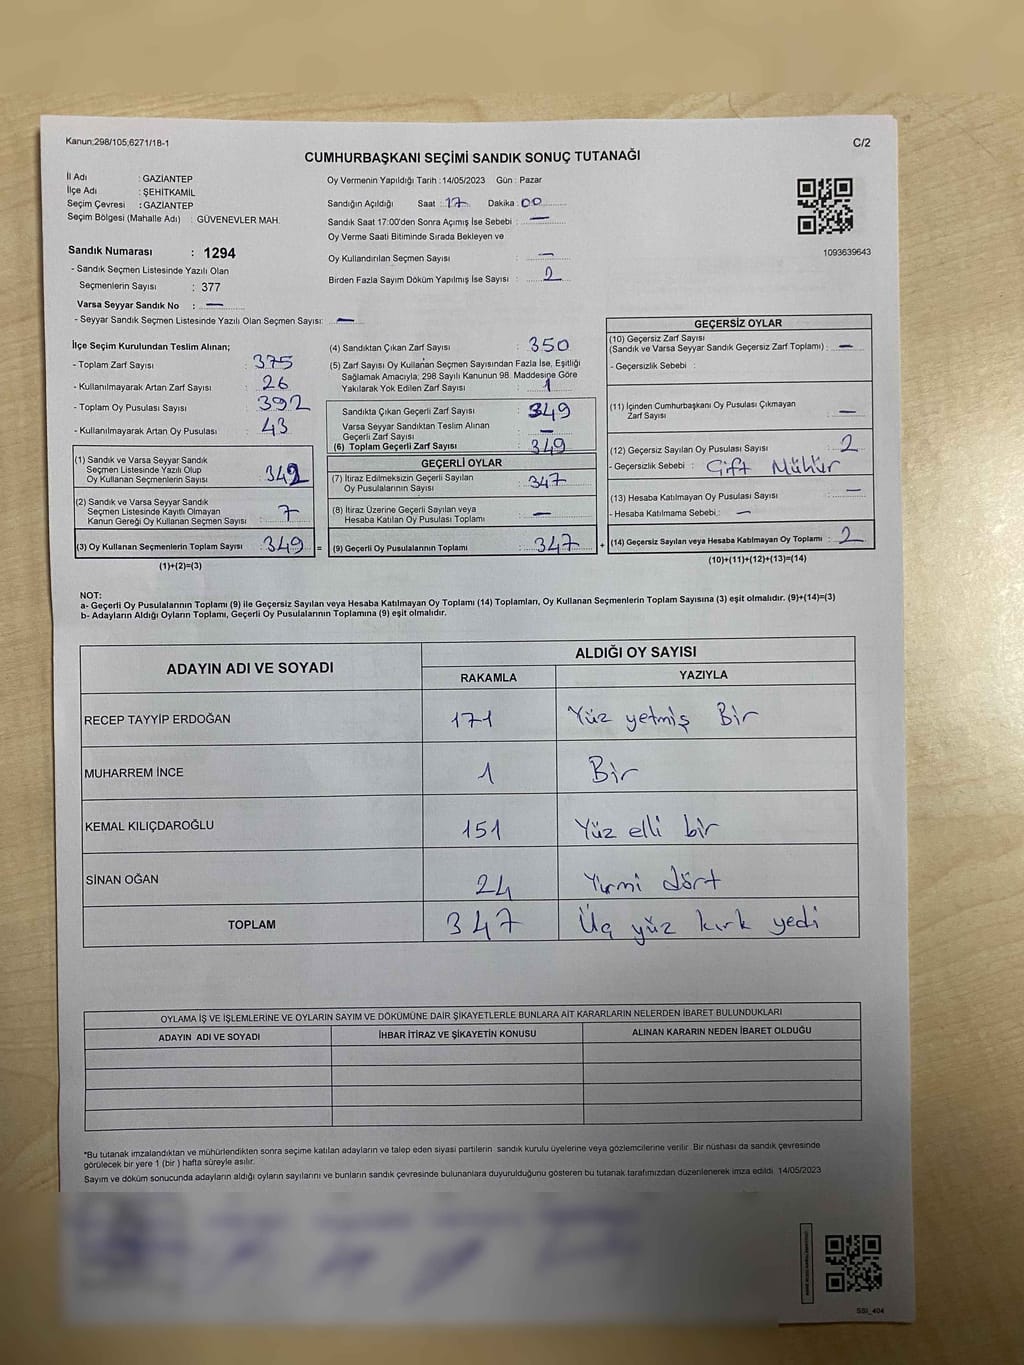 Kanun:298/105,6271/18-1
C/2
CUMHURBAŞKANI SEÇİMİ SANDIK SONUÇ TUTANAĞI
İl Adı : GAZİANTEP
İlçe Adı : ŞEHİTKAMİL
Seçim Çevresi : GAZİANTEP
Seçim Bölgesi (Mahalle Adı) : GÜVENEVLER MAH.
Sandık Numarası : 1294
- Sandık Seçmen Listesinde Yazılı Olan
Seçmenlerin Sayısı : 377
Varsa Seyyar Sandık No : —
- Seyyar Sandık Seçmen Listesinde Yazılı Olan Seçmen Sayısı: —
Oy Vermenin Yapıldığı Tarih : 14/05/2023 Gün : Pazar
Sandığın Açıldığı Saat : 17 Dakika : 00
Sandık Saat 17:00'den Sonra Açımış İse Sebebi : —
Oy Verme Saati Bitiminde Sırada Bekleyen ve
Oy Kullandırılan Seçmen Sayısı : —
Birden Fazla Sayım Döküm Yapılmış İse Sayısı : 2
1093639643
İlçe Seçim Kurulundan Teslim Alınan;
- Toplam Zarf Sayısı : 375
- Kullanılmayarak Artan Zarf Sayısı : 26
- Toplam Oy Pusulası Sayısı : 392
- Kullanılmayarak Artan Oy Pusulası : 43
(1) Sandık ve Varsa Seyyar Sandık
Seçmen Listesinde Yazılı Olup
Oy Kullanan Seçmenlerin Sayısı : 342
(2) Sandık ve Varsa Seyyar Sandık
Seçmen Listesinde Kayıtlı Olmayan
Kanun Gereği Oy Kullanan Seçmen Sayısı : 7
(3) Oy Kullanan Seçmenlerin Toplam Sayısı : 349 =
(1)+(2)=(3)
(4) Sandıktan Çıkan Zarf Sayısı : 350
(5) Zarf Sayısı Oy Kullanan Seçmen Sayısından Fazla İse, Eşitliği
Sağlamak Amacıyla; 298 Sayılı Kanunun 98. Maddesine Göre
Yakılarak Yok Edilen Zarf Sayısı : 1
Sandıkta Çıkan Geçerli Zarf Sayısı : 349
Varsa Seyyar Sandıktan Teslim Alınan
Geçerli Zarf Sayısı : —
(6) Toplam Geçerli Zarf Sayısı : 349
GEÇERLİ OYLAR
(7) İtiraz Edilmeksizin Geçerli Sayılan
Oy Pusulalarının Sayısı : 347
(8) İtiraz Üzerine Geçerli Sayılan veya
Hesaba Katılan Oy Pusulası Toplamı : —
(9) Geçerli Oy Pusulalarının Toplamı : 347 +
GEÇERSİZ OYLAR
(10) Geçersiz Zarf Sayısı
(Sandık ve Varsa Seyyar Sandık Geçersiz Zarf Toplamı) : —
- Geçersizlik Sebebi :
(11) İçinden Cumhurbaşkanı Oy Pusulası Çıkmayan
Zarf Sayısı : —
(12) Geçersiz Sayılan Oy Pusulası Sayısı : 2
- Geçersizlik Sebebi : Çift Mühür
(13) Hesaba Katılmayan Oy Pusulası Sayısı : —
- Hesaba Katılmama Sebebi : —
(14) Geçersiz Sayılan veya Hesaba Katılmayan Oy Toplamı : 2
(10)+(11)+(12)+(13)=(14)
NOT:
a- Geçerli Oy Pusulalarının Toplamı (9) ile Geçersiz Sayılan veya Hesaba Katılmayan Oy Toplamı (14) Toplamları, Oy Kullanan Seçmenlerin Toplam Sayısına (3) eşit olmalıdır. (9)+(14)=(3)
b- Adayların Aldığı Oyların Toplamı, Geçerli Oy Pusulalarının Toplamına (9) eşit olmalıdır.
ADAYIN ADI VE SOYADI
ALDIĞI OY SAYISI
RAKAMLA YAZIYLA
RECEP TAYYİP ERDOĞAN 171 Yüz yetmiş Bir
MUHARREM İNCE 1 Bir
KEMAL KILIÇDAROĞLU 151 Yüz elli bir
SİNAN OĞAN 24 Yirmi dört
TOPLAM 347 Üç yüz kırk yedi
OYLAMA İŞ VE İŞLEMLERİNE VE OYLARIN SAYIM VE DÖKÜMÜNE DAİR ŞİKAYETLERLE BUNLARA AİT KARARLARIN NELERDEN İBARET BULUNDUKLARI
ADAYIN ADI VE SOYADI İHBAR İTİRAZ VE ŞİKAYETİN KONUSU ALINAN KARARIN NEDEN İBARET OLDUĞU
*Bu tutanak imzalandıktan ve mühürlendikten sonra seçime katılan adayların ve talep eden siyasi partilerin sandık kurulu üyelerine veya gözlemcilerine verilir. Bir nüshası da sandık çevresinde
görülecek bir yere 1 (bir ) hafta süreyle asılır.
Sayım ve döküm sonucunda adayların aldığı oyların sayılarını ve bunların sandık çevresinde bulunanlara duyurulduğunu gösteren bu tutanak tarafımızdan düzenlenerek imza edildi. 14/05/2023
SSI_404